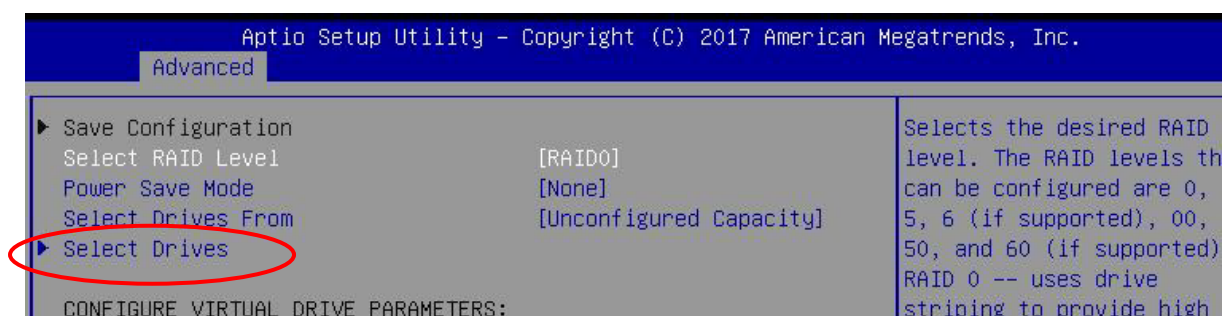 Aptio Setup Utility – Copyright (C) 2017 American Megatrends, Inc.
Advanced
Save Configuration
Select RAID Level [RAID0]
Power Save Mode [None]
Select Drives From [Unconfigured Capacity]
Select Drives
CONFIGURE VIRTUAL DRIVE PARAMETERS:
Selects the desired RAID
level. The RAID levels th
can be configured are 0,
5, 6 (if supported), 00,
50, and 60 (if supported)
RAID 0 -- uses drive
striping to provide high